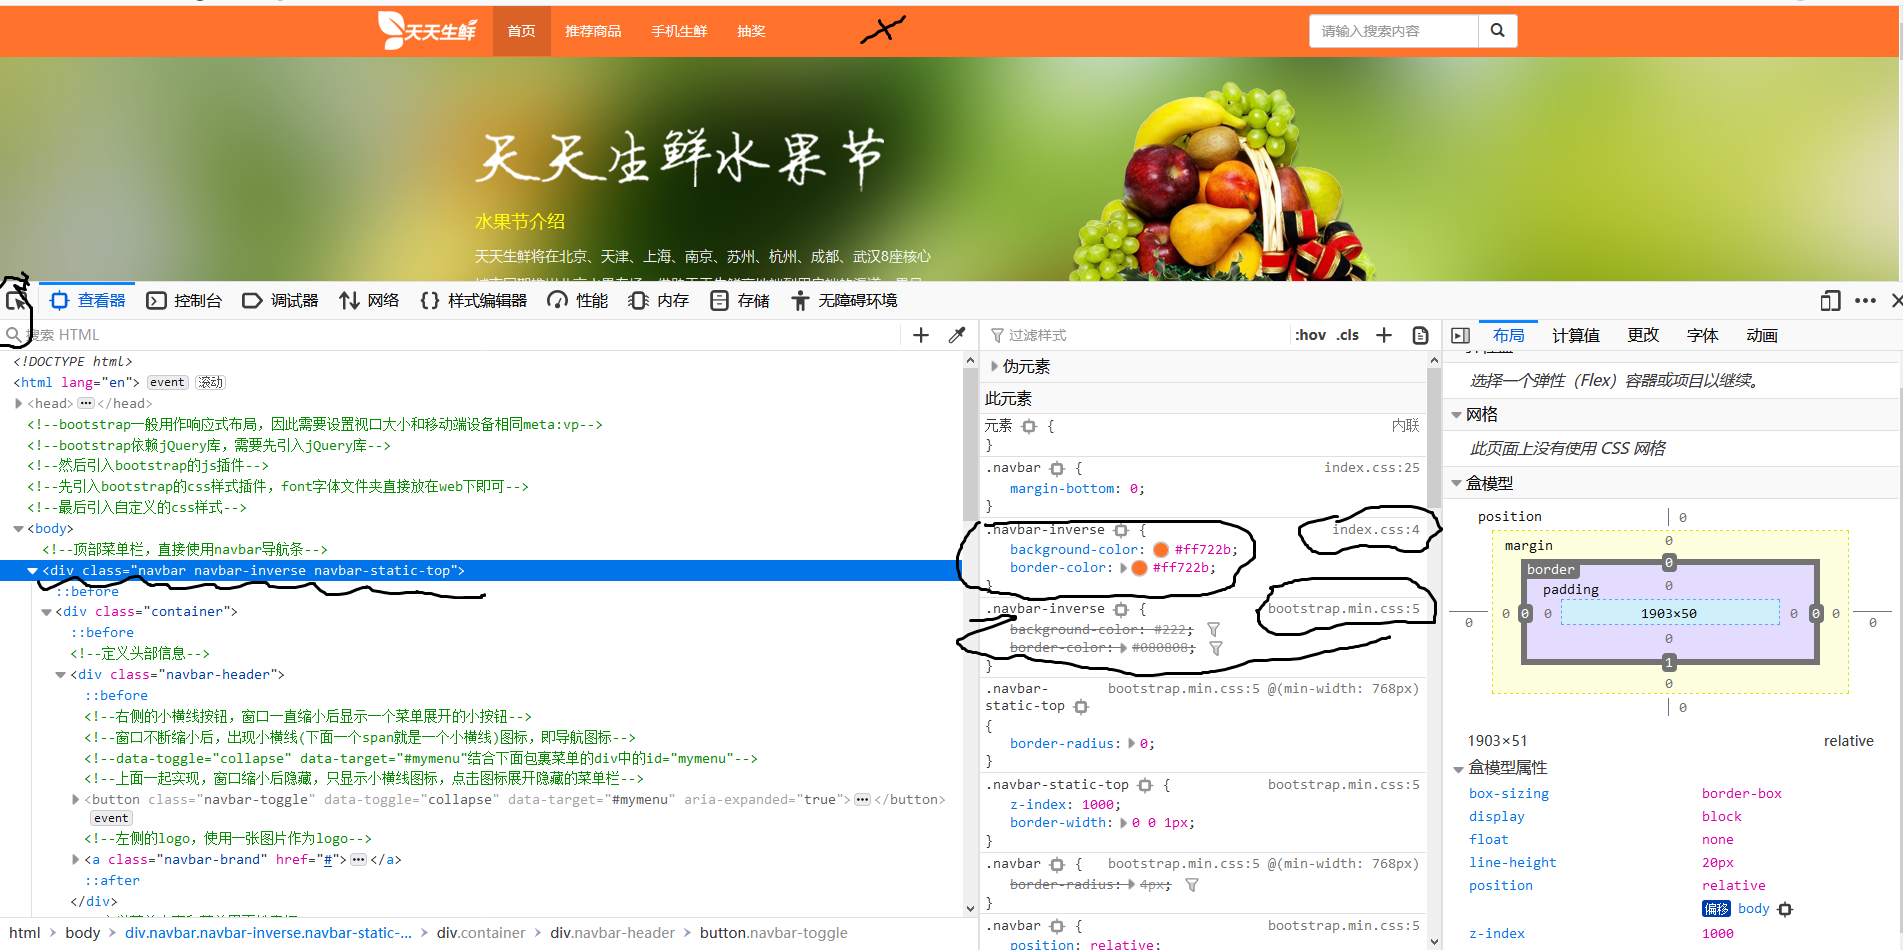 天天生鲜 首页 推荐商品 手机生鲜 抽奖 请输入搜索内容
天天生鲜水果节
水果节介绍
天天生鲜将在北京、天津、上海、南京、苏州、杭州、成都、武汉8座核心
查看器 控制台 调试器 网络 样式编辑器 性能 内存 存储 无障碍环境
搜索 HTML
<!DOCTYPE html>
<html lang="en"> event 滚动
<head> ••• </head>
<!--bootstrap一般用作响应式布局，因此需要设置视口大小和移动端设备相同meta:vp-->
<!--bootstrap依赖jQuery库，需要先引入jQuery库-->
<!--然后引入bootstrap的js插件-->
<!--先引入bootstrap的css样式插件，font字体文件夹直接放在web下即可-->
<!--最后引入自定义的css样式-->
<body>
<!--顶部菜单栏，直接使用navbar导航条-->
<div class="navbar navbar-inverse navbar-static-top">
::before
<div class="container">
::before
<!--定义头部信息-->
<div class="navbar-header">
::before
<!--右侧的小横线按钮，窗口一直缩小后显示一个菜单展开的小按钮-->
<!--窗口不断缩小后，出现小横线(下面一个span就是一个小横线)图标，即导航图标-->
<!--data-toggle="collapse" data-target="#mymenu"结合下面包裹菜单的div中的id="mymenu"-->
<!--上面一起实现，窗口缩小后隐藏，只显示小横线图标，点击图标展开隐藏的菜单栏-->
<button class="navbar-toggle" data-toggle="collapse" data-target="#mymenu" aria-expanded="true"> ••• </button>
event
<!--左侧的logo，使用一张图片作为logo-->
<a class="navbar-brand" href="#"> ••• </a>
::after
</div>
html > body > div.navbar.navbar-inverse.navbar-static-... > div.container > div.navbar-header > button.navbar-toggle
过滤样式 :hov .cls
伪元素
此元素
元素 { 内联
}
.navbar { index.css:25
margin-bottom: 0;
}
.navbar-inverse { index.css:4
background-color: #ff722b;
border-color: #ff722b;
}
.navbar-inverse { bootstrap.min.css:5
background-color: #222;
border-color: #080808;
}
.navbar- bootstrap.min.css:5 @(min-width: 768px)
static-top
{
border-radius: 0;
}
.navbar-static-top { bootstrap.min.css:5
z-index: 1000;
border-width: 0 0 1px;
}
.navbar { bootstrap.min.css:5 @(min-width: 768px)
border-radius: 4px;
}
.navbar { bootstrap.min.css:5
position: relative;
布局 计算值 更改 字体 动画
选择一个弹性（Flex）容器或项目以继续。
网格
此页面上没有使用 CSS 网格
盒模型
position 0
margin 0
border 0
padding 0
0 0 0 0 1903×50 0 0 0 0
0
1
0
0
1903×51 relative
盒模型属性
box-sizing border-box
display block
float none
line-height 20px
position relative
偏移 body
z-index 1000